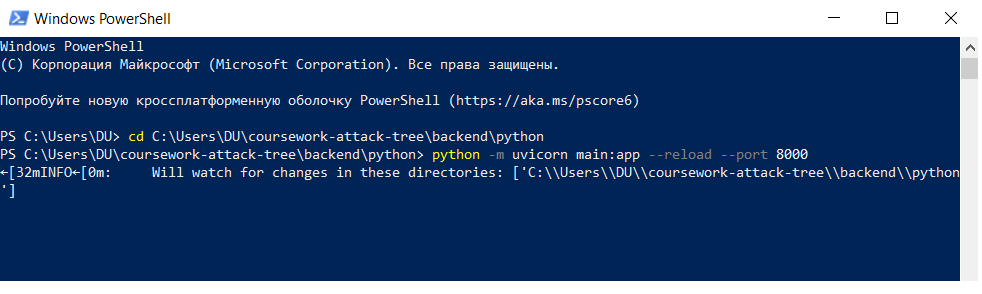 Windows PowerShell
Windows PowerShell
(C) Корпорация Майкрософт (Microsoft Corporation). Все права защищены.
Попробуйте новую кроссплатформенную оболочку PowerShell (https://aka.ms/pscore6)
PS C:\Users\DU> cd C:\Users\DU\coursework-attack-tree\backend\python
PS C:\Users\DU\coursework-attack-tree\backend\python> python -m uvicorn main:app --reload --port 8000
←[32mINFO←[0m:     Will watch for changes in these directories: ['C:\\Users\\DU\\coursework-attack-tree\\backend\\python
']